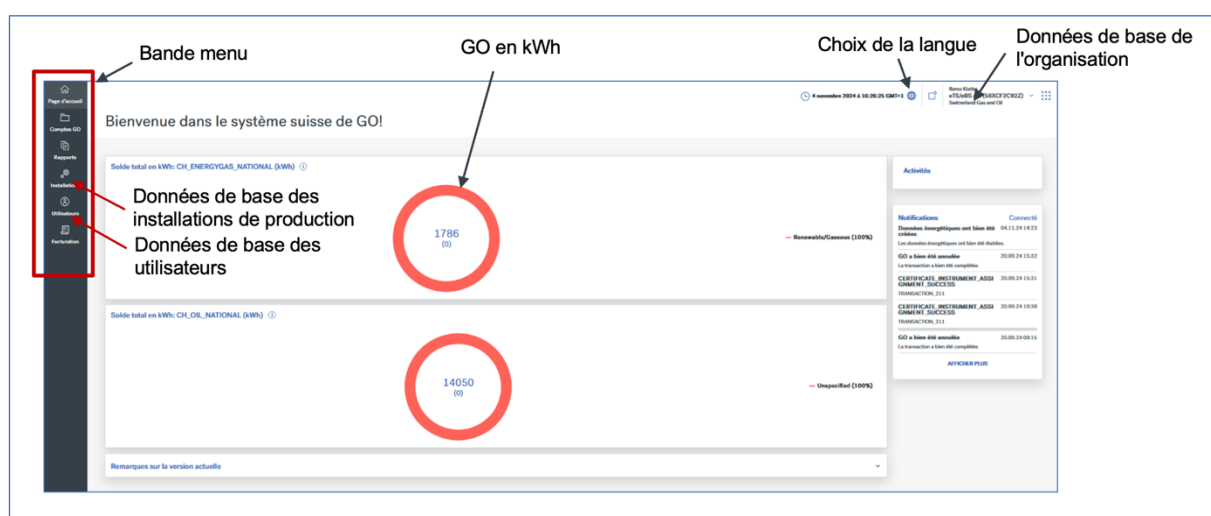 Bande menu
GO en kWh
Choix de la langue
Données de base de
l'organisation
Page d'accueil
Comptes GO
Rapports
Installation
Utilisateurs
Facturation
4 novembre 2024 à 16:26:25 GMT+1
Switzerland Gas and
Oil
Bienvenue dans le système suisse de GO!
Solde total en kWh: CH_ENERGYGAS_NATIONAL (kWh)
Données de base des
installations de production
Données de base des
utilisateurs
1786
(0)
Renewable/Gaseous (100%)
Solde total en kWh: CH_OIL_NATIONAL (kWh)
14050
(0)
Unspecified (100%)
Remarques sur la version actuelle
Activités
Notifications Connecté
Données énergétiques ont bien été 04.11.24 14:23
créées
Les données énergétiques ont bien été établies.
GO a bien été annulée 20.09.24 15:32
La transaction a bien été complétée.
CERTIFICATE_INSTRUMENT_ASSI 20.09.24 15:31
GNMENT_SUCCESS
TRANSACTION_211
CERTIFICATE_INSTRUMENT_ASSI 20.09.24 10:28
GNMENT_SUCCESS
TRANSACTION_211
GO a bien été annulée 20.09.24 09:15
La transaction a bien été complétée.
AFFICHER PLUS